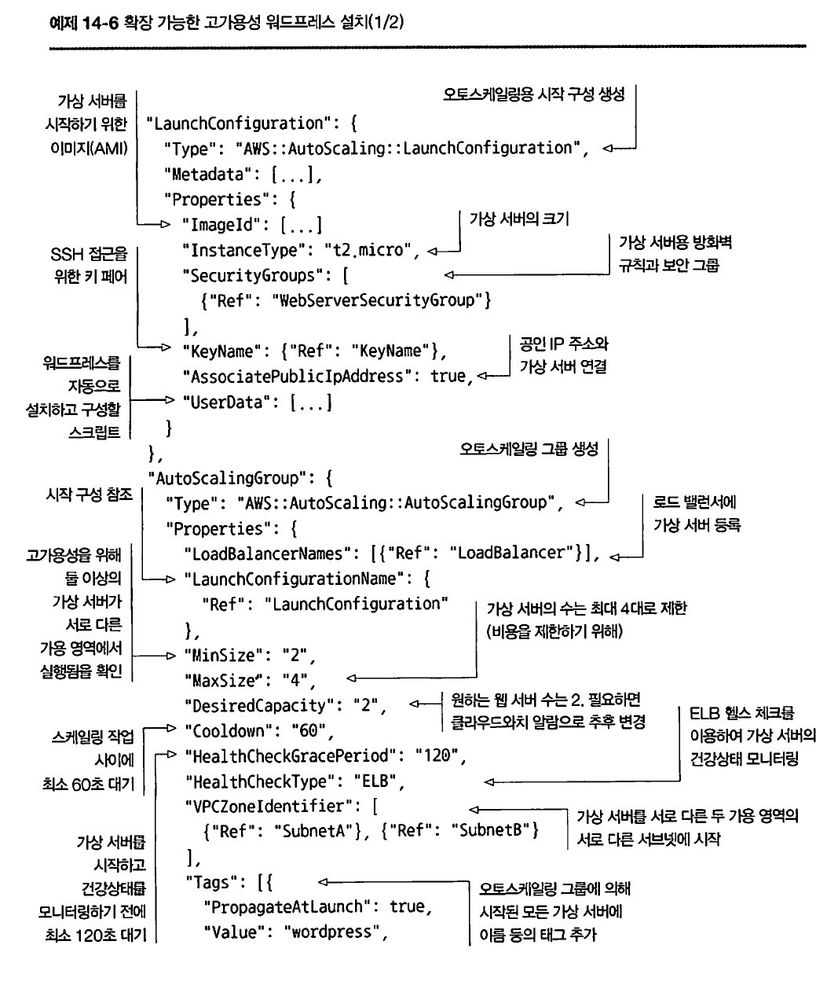 예제 14-6 확장 가능한 고가용성 워드프레스 설치(1/2)
가상 서버를
시작하기 위한
이미지(AMI)
오토스케일링용 시작 구성 생성
"LaunchConfiguration": {
"Type": "AWS::AutoScaling::LaunchConfiguration",
"Metadata": [...],
"Properties": {
"ImageId": [...]
가상 서버의 크기
"InstanceType": "t2.micro",
가상 서버용 방화벽
규칙과 보안 그룹
SSH 접근을
위한 키 페어
"SecurityGroups": [
{"Ref": "WebServerSecurityGroup"}
],
"KeyName": {"Ref": "KeyName"},
공인 IP 주소와
가상 서버 연결
"AssociatePublicIpAddress": true,
워드프레스를
자동으로
설치하고 구성할
스크립트
"UserData": [...]
}
},
오토스케일링 그룹 생성
"AutoScalingGroup": {
시작 구성 참조
"Type": "AWS::AutoScaling::AutoScalingGroup",
로드 밸런서에
가상 서버 등록
"Properties": {
"LoadBalancerNames": [{"Ref": "LoadBalancer"}],
"LaunchConfigurationName": {
"Ref": "LaunchConfiguration"
},
고가용성을 위해
둘 이상의
가상 서버가
서로 다른
가용 영역에서
실행됨을 확인
가상 서버의 수는 최대 4대로 제한
(비용을 제한하기 위해)
"MinSize": "2",
"MaxSize": "4",
"DesiredCapacity": "2",
원하는 웹 서버 수는 2. 필요하면
클라우드와치 알람으로 추후 변경
스케일링 작업
사이에
최소 60초 대기
"Cooldown": "60",
ELB 헬스 체크를
이용하여 가상 서버의
건강상태 모니터링
"HealthCheckGracePeriod": "120",
"HealthCheckType": "ELB",
"VPCZoneIdentifier": [
{"Ref": "SubnetA"}, {"Ref": "SubnetB"}
],
가상 서버를 서로 다른 두 가용 영역의
서로 다른 서브넷에 시작
가상 서버를
시작하고
건강상태를
모니터링하기 전에
최소 120초 대기
"Tags": [{
"PropagateAtLaunch": true,
"Value": "wordpress",
오토스케일링 그룹에 의해
시작된 모든 가상 서버에
이름 등의 태그 추가